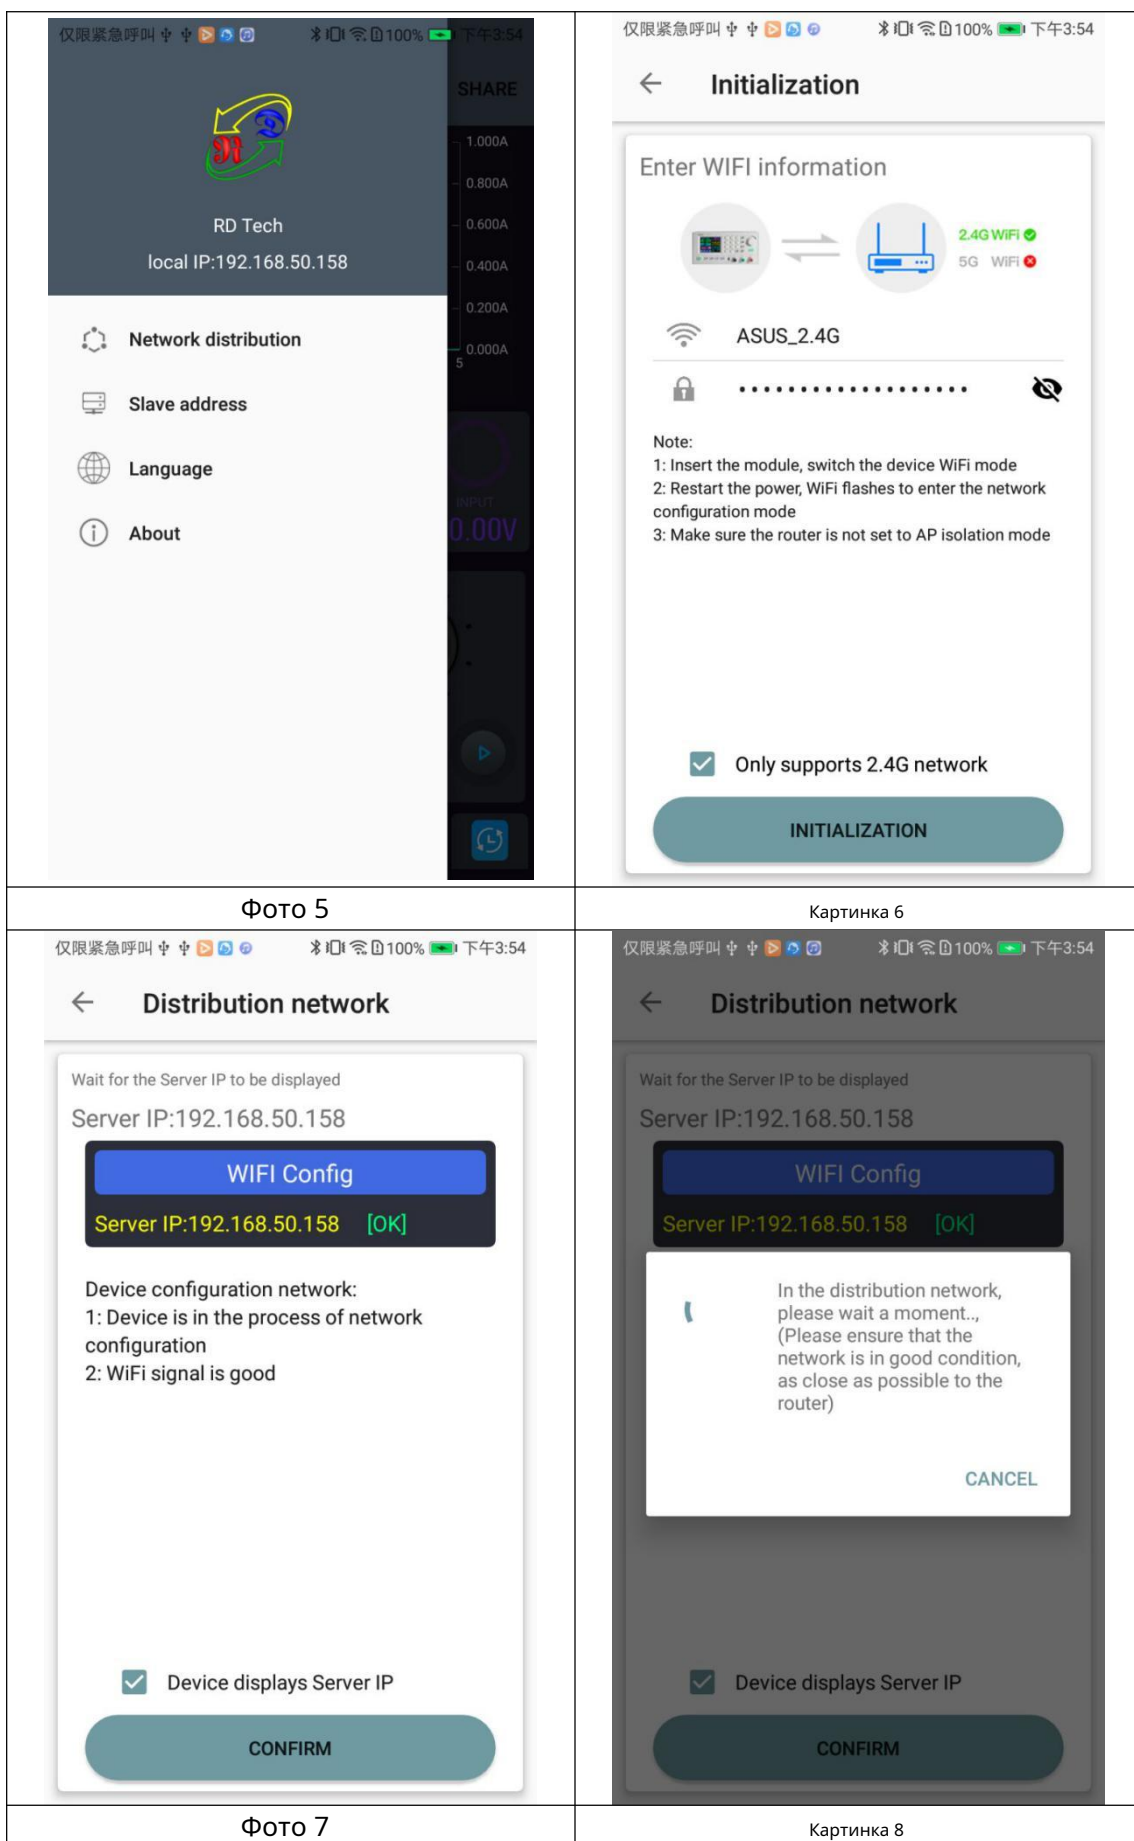 仅限紧急呼叫 100% 下午3:54
SHARE
RD Tech
local IP:192.168.50.158
1.000A
0.800A
0.600A
0.400A
0.200A
0.000A
5
Network distribution
Slave address
Language
About
INPUT
0.00V
Фото 5
仅限紧急呼叫 100% 下午3:54
Initialization
Enter WIFI information
2.4G WiFi
5G WiFi
ASUS_2.4G
Note:
1: Insert the module, switch the device WiFi mode
2: Restart the power, WiFi flashes to enter the network
configuration mode
3: Make sure the router is not set to AP isolation mode
Only supports 2.4G network
INITIALIZATION
Картинка 6
仅限紧急呼叫 100% 下午3:54
Distribution network
Wait for the Server IP to be displayed
Server IP:192.168.50.158
WIFI Config
Server IP:192.168.50.158 [OK]
Device configuration network:
1: Device is in the process of network
configuration
2: WiFi signal is good
Device displays Server IP
CONFIRM
Фото 7
仅限紧急呼叫 100% 下午3:54
Distribution network
Wait for the Server IP to be displayed
Server IP:192.168.50.158
WIFI Config
Server IP:192.168.50.158 [OK]
In the distribution network,
please wait a moment..,
(Please ensure that the
network is in good condition,
as close as possible to the
router)
CANCEL
Device displays Server IP
CONFIRM
Картинка 8